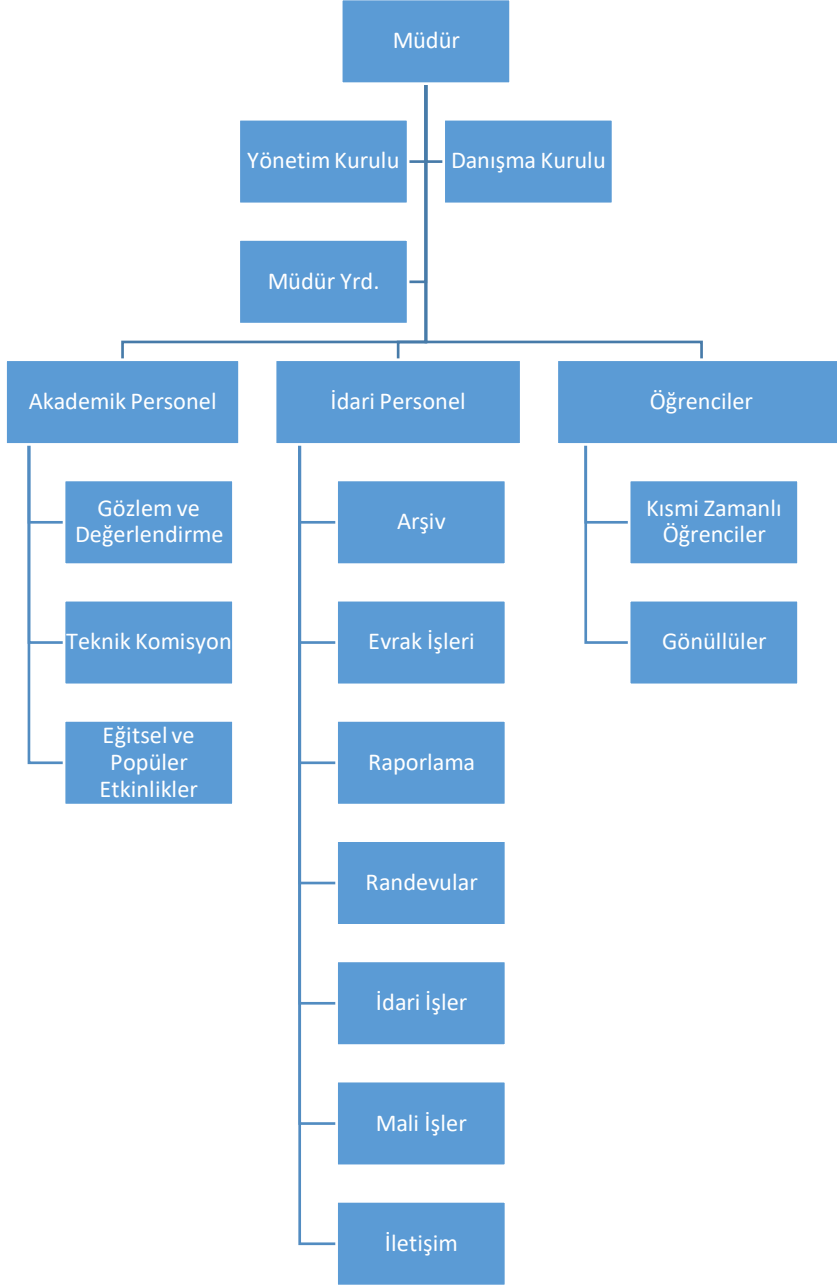 Müdür
Yönetim Kurulu
Danışma Kurulu
Müdür Yrd.
Akademik Personel
Gözlem ve
Değerlendirme
Teknik Komisyon
Eğitsel ve
Popüler
Etkinlikler
İdari Personel
Arşiv
Evrak İşleri
Raporlama
Randevular
İdari İşler
Mali İşler
İletişim
Öğrenciler
Kısmi Zamanlı
Öğrenciler
Gönüllüler